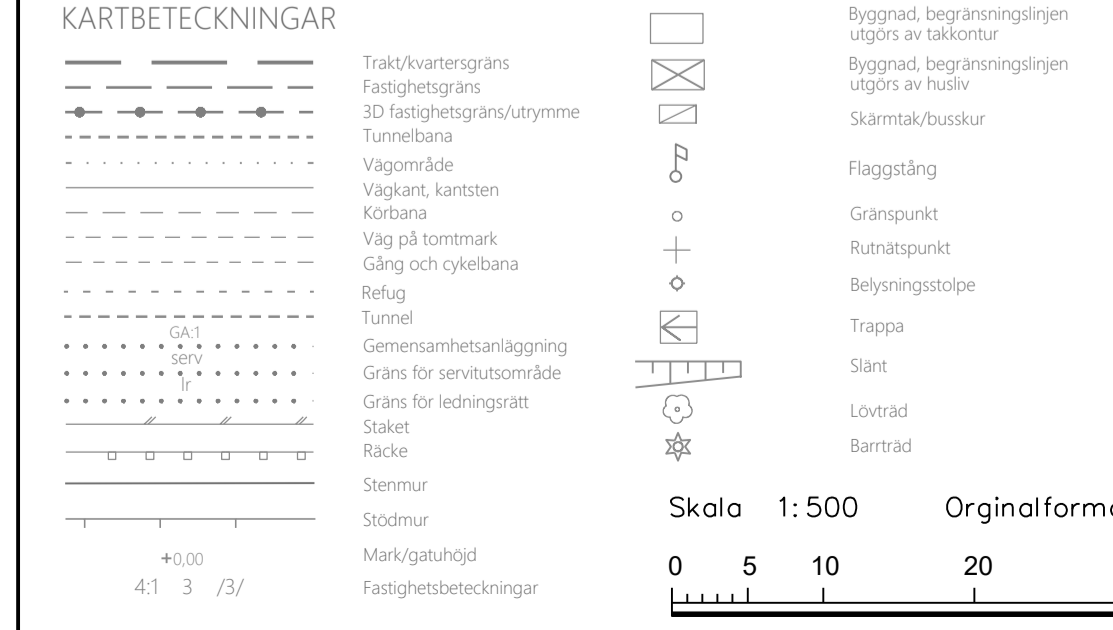 KARTBETECKNINGAR
Trakt/kvartersgräns
Fastighetsgräns
3D fastighetsgräns/utrymme
Tunnelbana
Vägområde
Vägkant, kantsten
Körbana
Väg på tomtmark
Gång och cykelbana
Refug
Tunnel
GA:1
Gemensamhetsanläggning
serv
Gräns för servitutsområde
lr
Gräns för ledningsrätt
Staket
Räcke
Stenmur
Stödmur
+0,00
Mark/gatuhöjd
4:1 3 /3/
Fastighetsbeteckningar
Byggnad, begränsningslinjen
utgörs av takkontur
Byggnad, begränsningslinjen
utgörs av husliv
Skärmtak/busskur
Flaggstång
Gränspunkt
Rutnätspunkt
Belysningsstolpe
Trappa
Slänt
Lövträd
Barrträd
Skala 1:500 Orginalforma
0 5 10 20